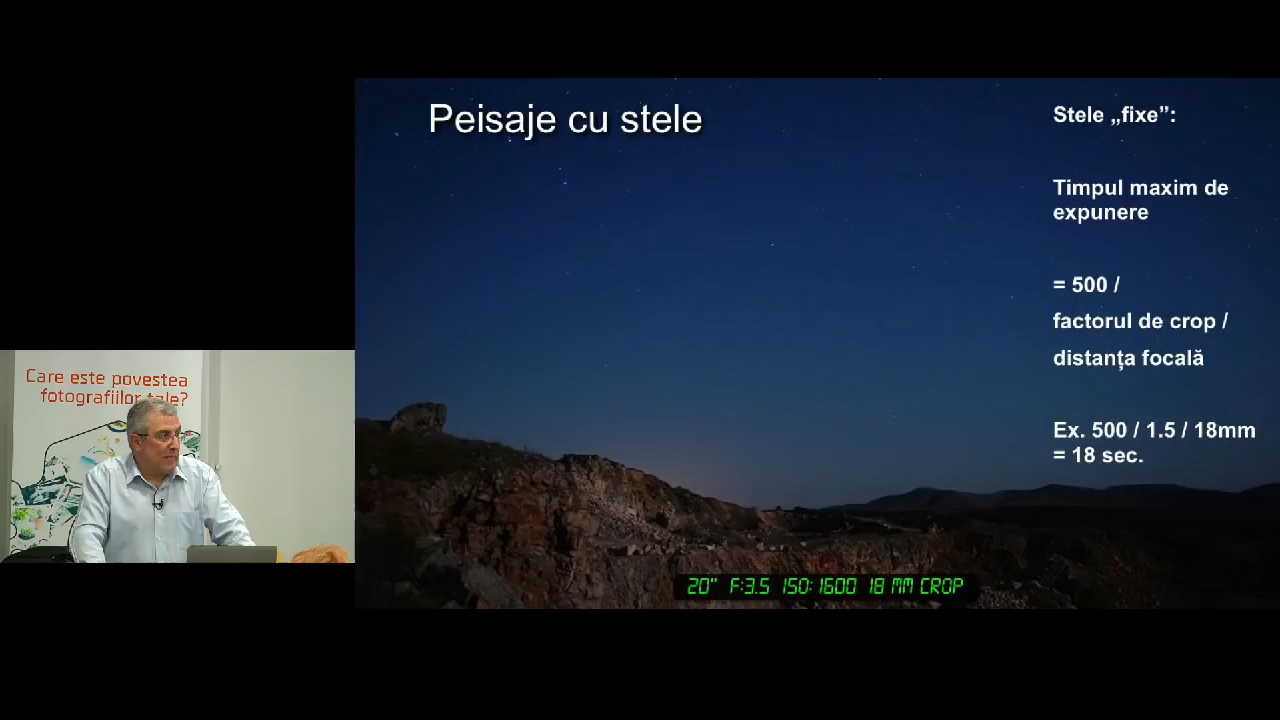 Peisaje cu stele
Stele „fixe”:
Timpul maxim de
expunere
= 500 /
factorul de crop /
distanța focală
Ex. 500 / 1.5 / 18mm
= 18 sec.
20" F:3.5 ISO:1600 18 MM CROP
Care este povestea
fotografiilor tale?